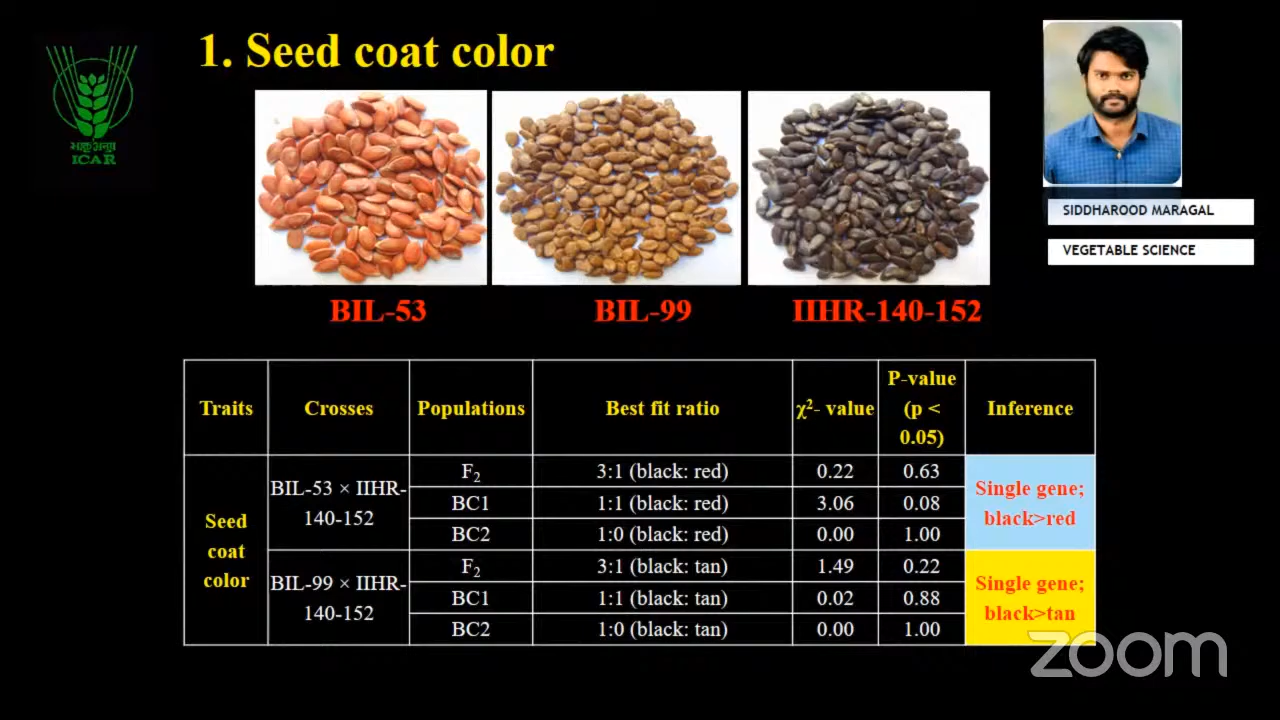 1. Seed coat color
ICAR
SIDDHAROOD MARAGAL
VEGETABLE SCIENCE
BIL-53 BIL-99 IIHR-140-152
Traits Crosses Populations Best fit ratio χ²- value P-value (p < 0.05) Inference
Seed coat color
BIL-53 × IIHR-140-152
F₂ 3:1 (black: red) 0.22 0.63
BC1 1:1 (black: red) 3.06 0.08
BC2 1:0 (black: red) 0.00 1.00
Single gene; black>red
BIL-99 × IIHR-140-152
F₂ 3:1 (black: tan) 1.49 0.22
BC1 1:1 (black: tan) 0.02 0.88
BC2 1:0 (black: tan) 0.00 1.00
Single gene; black>tan
zoom